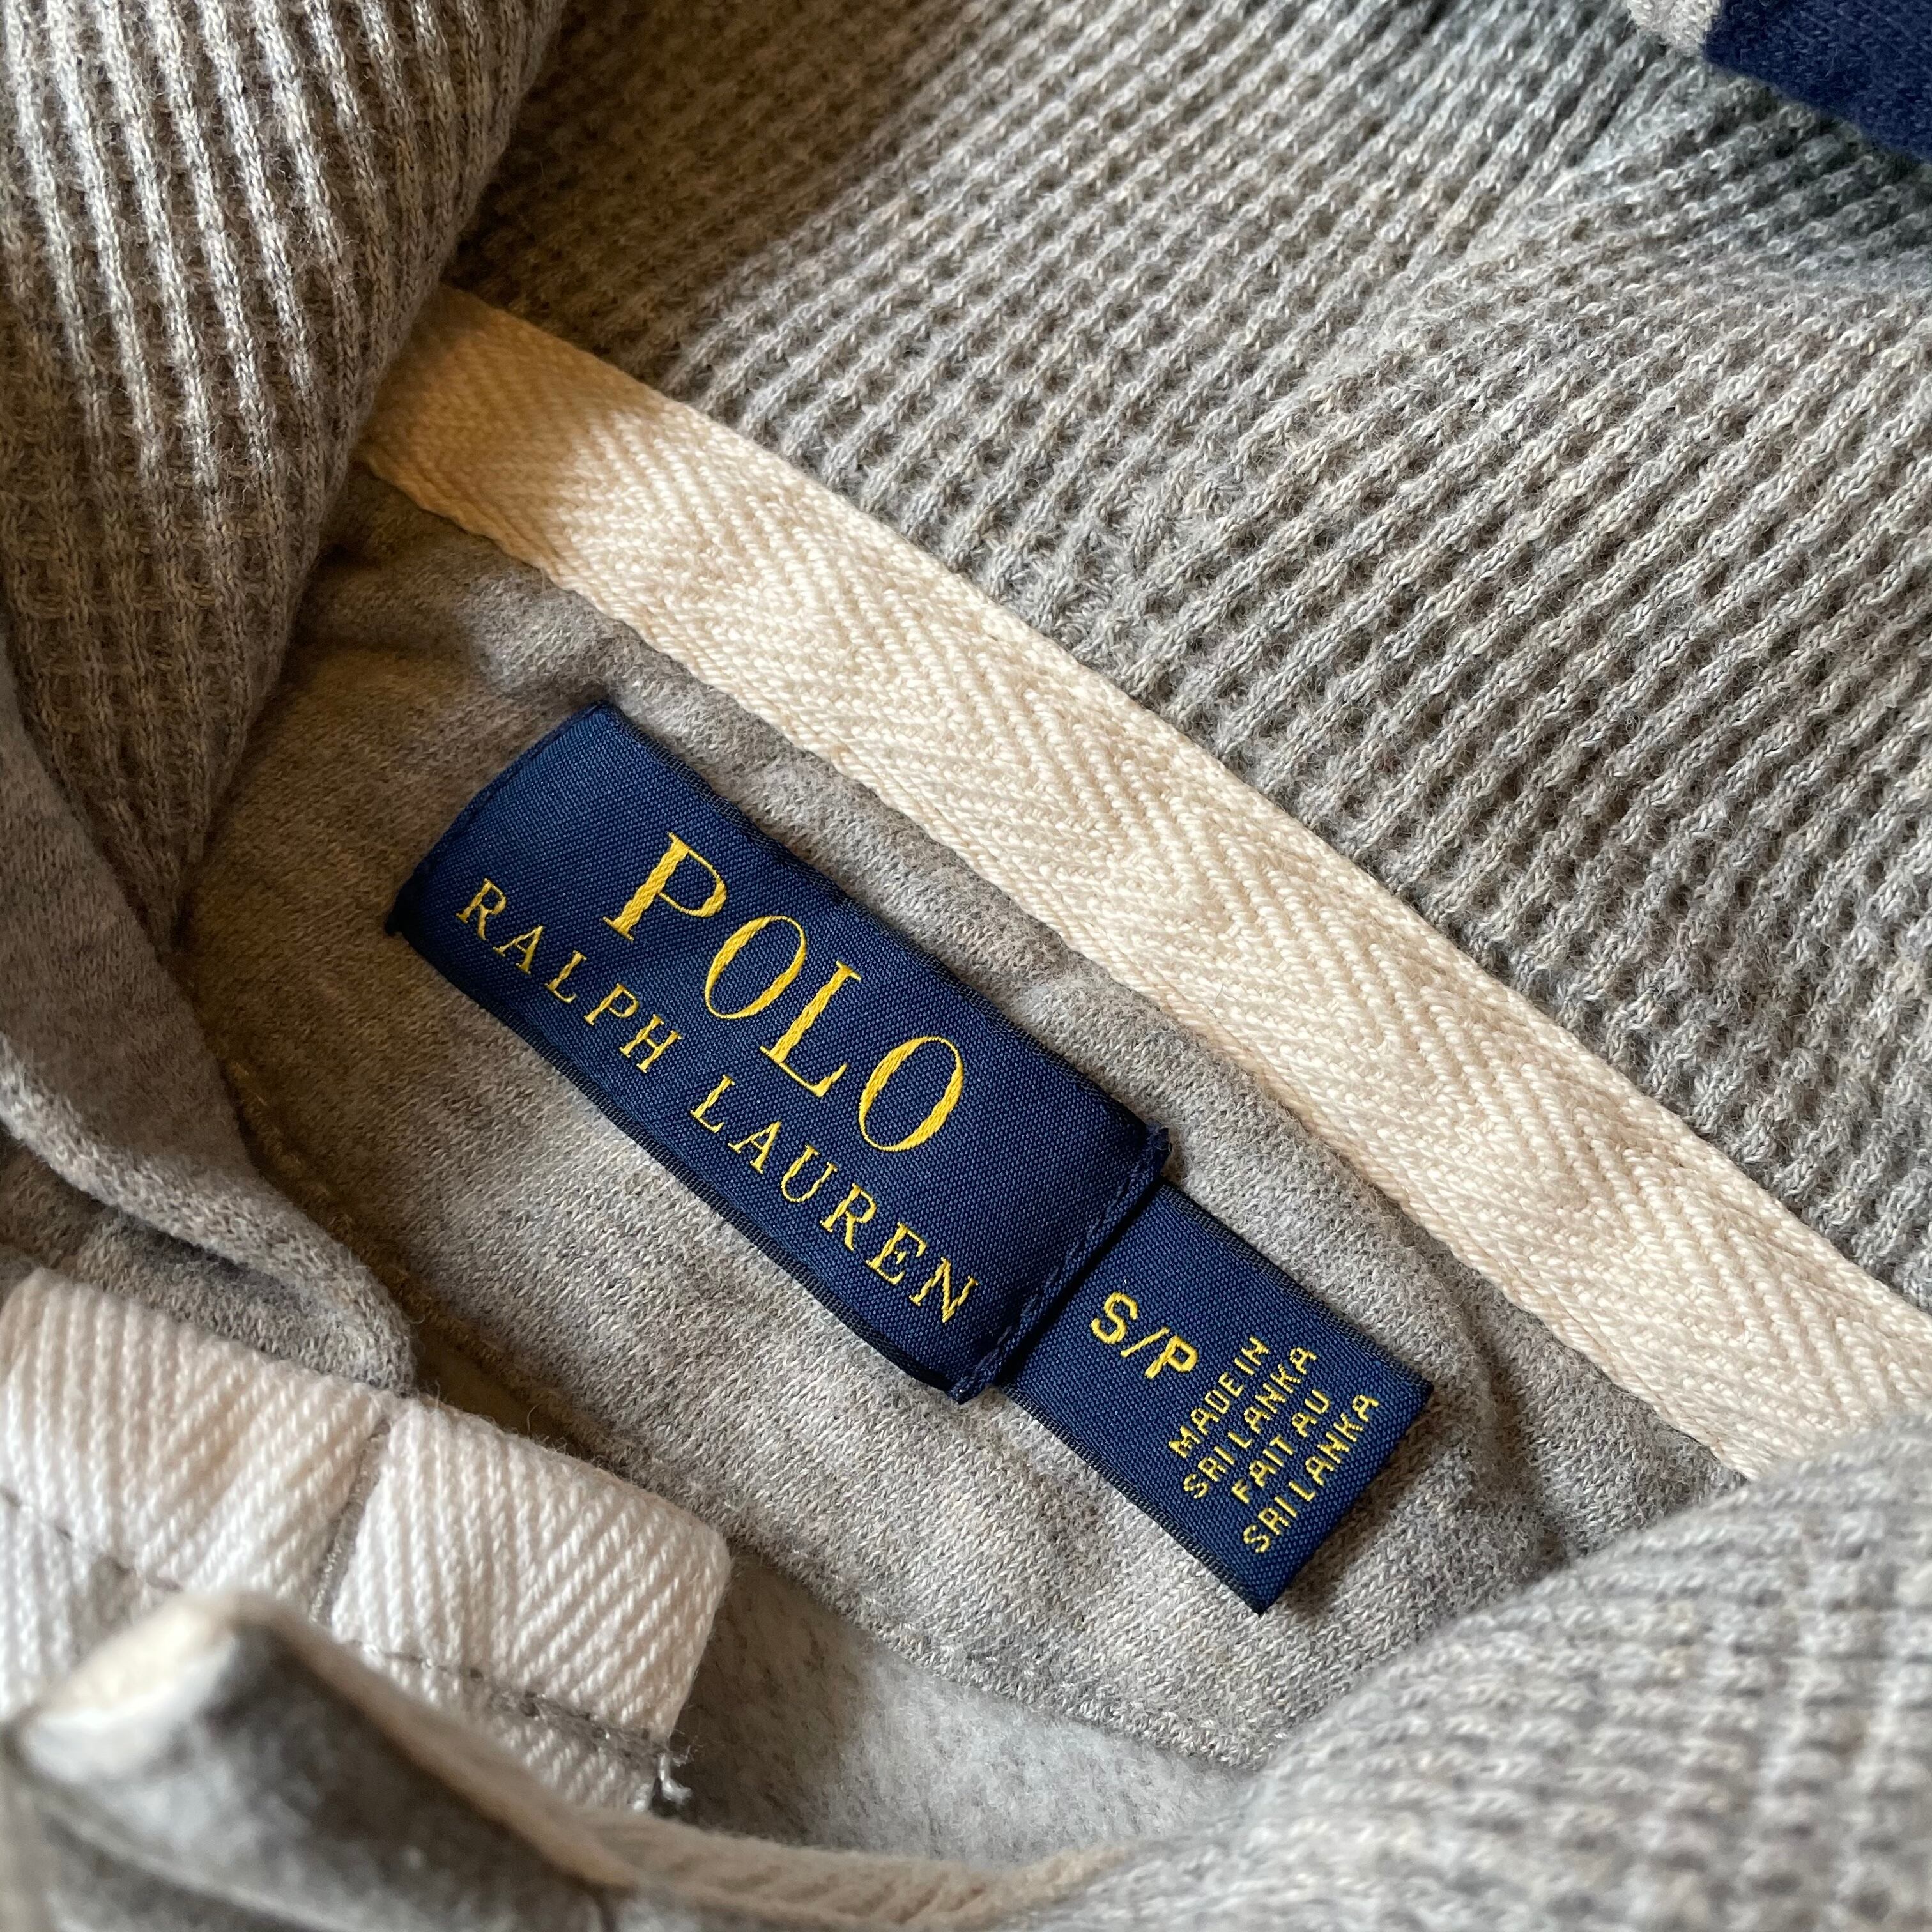 POLO
RALPH LAUREN
S/P
MADE IN
SRI LANKA
FAIT AU
SRI LANKA